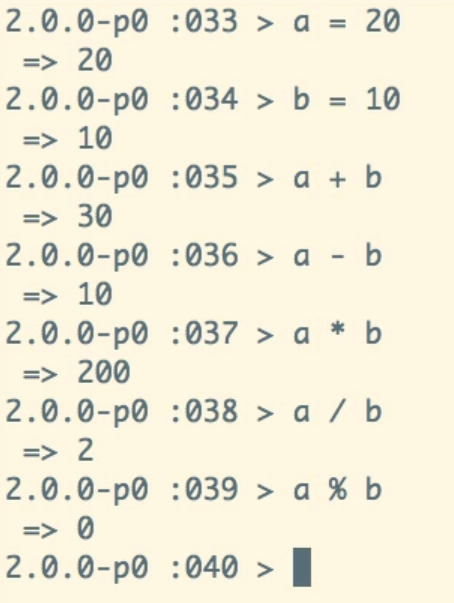 2.0.0-p0 :033 > a = 20
 => 20
2.0.0-p0 :034 > b = 10
 => 10
2.0.0-p0 :035 > a + b
 => 30
2.0.0-p0 :036 > a - b
 => 10
2.0.0-p0 :037 > a * b
 => 200
2.0.0-p0 :038 > a / b
 => 2
2.0.0-p0 :039 > a % b
 => 0
2.0.0-p0 :040 >